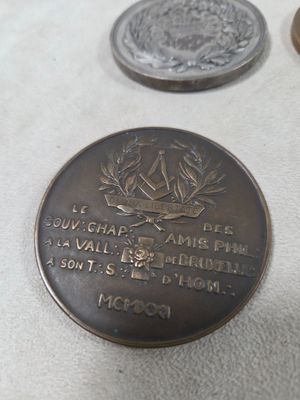 LE DES
SOUV∴ CHAP∴ AMIS PHIL∴
A LA VALL∴ DE BRUXELLES
À SON T∴ S∴ D'HON∴
MCMXXI